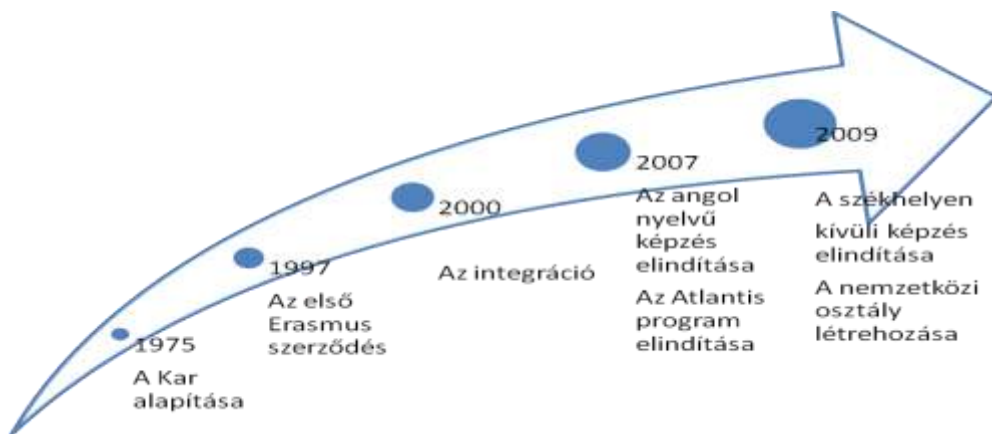 1975
A Kar
alapítása
1997
Az első
Erasmus
szerződés
2000
Az integráció
2007
Az angol
nyelvű
képzés
elindítása
Az Atlantis
program
elindítása
2009
A székhelyen
kívüli képzés
elindítása
A nemzetközi
osztály
létrehozása